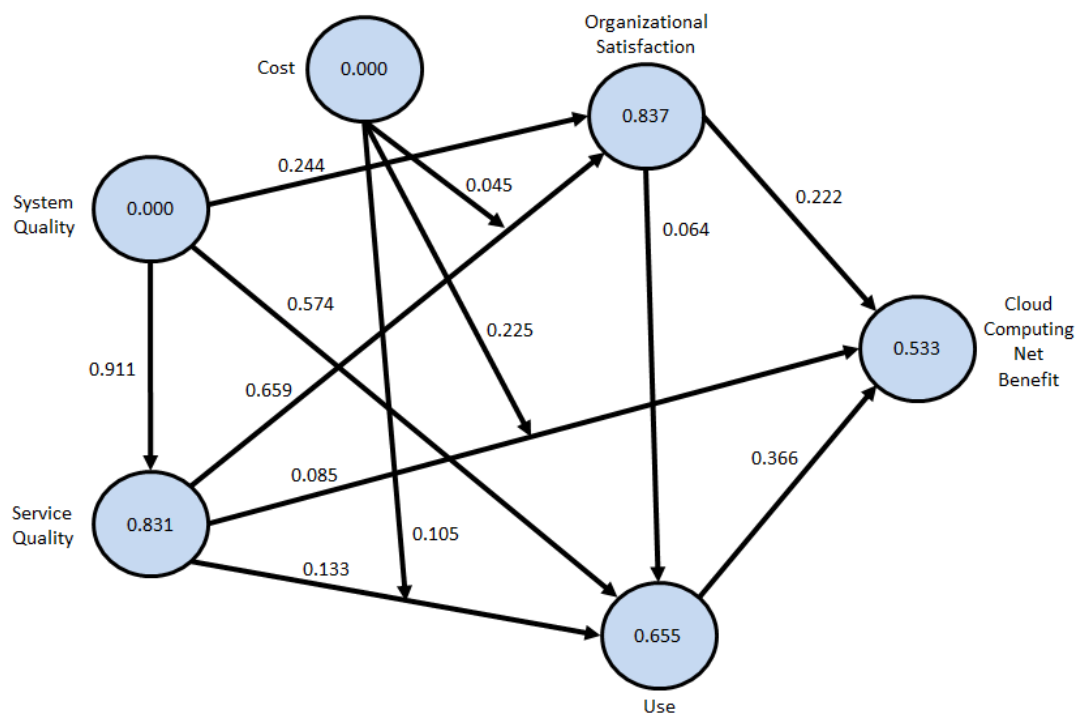 Organizational
Satisfaction
Cost
0.000
0.837
0.244
0.045
System
Quality
0.000
0.222
0.064
0.574
0.225
Cloud
Computing
Net
Benefit
0.533
0.911
0.659
0.085
0.366
Service
Quality
0.831
0.105
0.133
0.655
Use